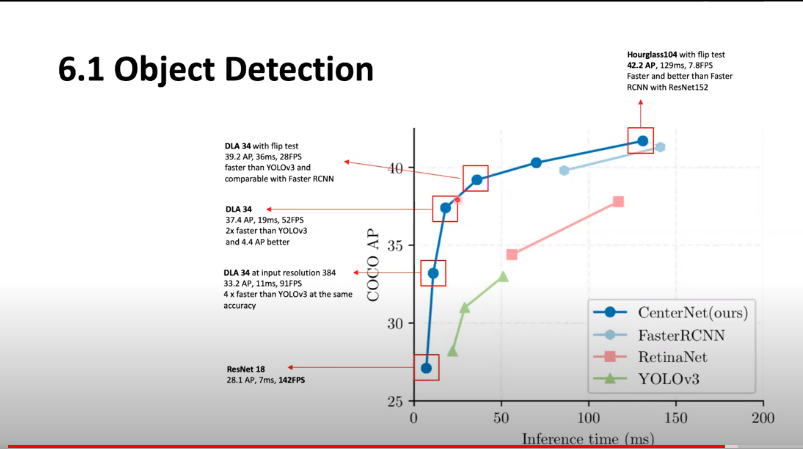 6.1 Object Detection
Hourglass104 with flip test
42.2 AP, 129ms, 7.8FPS
Faster and better than Faster
RCNN with ResNet152
DLA 34 with flip test
39.2 AP, 36ms, 28FPS
faster than YOLOv3 and
comparable with Faster RCNN
DLA 34
37.4 AP, 19ms, 52FPS
2x faster than YOLOv3
and 4.4 AP better
DLA 34 at input resolution 384
33.2 AP, 11ms, 91FPS
4 x faster than YOLOv3 at the same
accuracy
ResNet 18
28.1 AP, 7ms, 142FPS
COCO AP
40
35
30
25
0 50 100 150 200
Inference time (ms)
CenterNet(ours)
FasterRCNN
RetinaNet
YOLOv3